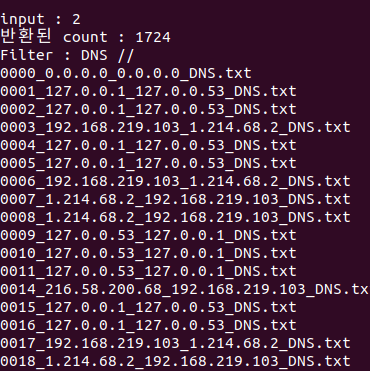 input : 2
반환된 count : 1724
Filter : DNS //
0000_0.0.0.0_0.0.0.0_DNS.txt
0001_127.0.0.1_127.0.0.53_DNS.txt
0002_127.0.0.1_127.0.0.53_DNS.txt
0003_192.168.219.103_1.214.68.2_DNS.txt
0004_127.0.0.1_127.0.0.53_DNS.txt
0005_127.0.0.1_127.0.0.53_DNS.txt
0006_192.168.219.103_1.214.68.2_DNS.txt
0007_1.214.68.2_192.168.219.103_DNS.txt
0008_1.214.68.2_192.168.219.103_DNS.txt
0009_127.0.0.53_127.0.0.1_DNS.txt
0010_127.0.0.53_127.0.0.1_DNS.txt
0011_127.0.0.53_127.0.0.1_DNS.txt
0014_216.58.200.68_192.168.219.103_DNS.tx
0015_127.0.0.1_127.0.0.53_DNS.txt
0016_127.0.0.1_127.0.0.53_DNS.txt
0017_192.168.219.103_1.214.68.2_DNS.txt
0018_1.214.68.2_192.168.219.103_DNS.txt